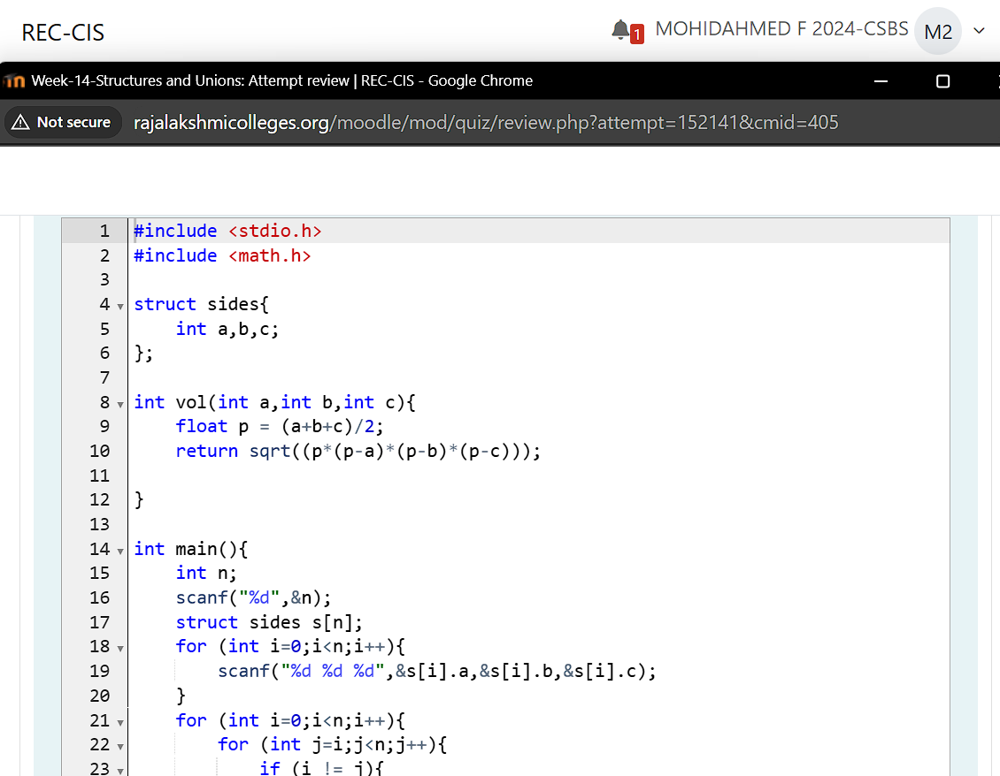 REC-CIS
1
MOHIDAHMED F 2024-CSBS
M2
Week-14-Structures and Unions: Attempt review | REC-CIS - Google Chrome
Not secure
rajalakshmicolleges.org/moodle/mod/quiz/review.php?attempt=152141&cmid=405
1 #include <stdio.h>
2 #include <math.h>
3
4 struct sides{
5     int a,b,c;
6 };
7
8 int vol(int a,int b,int c){
9     float p = (a+b+c)/2;
10     return sqrt((p*(p-a)*(p-b)*(p-c)));
11
12 }
13
14 int main(){
15     int n;
16     scanf("%d",&n);
17     struct sides s[n];
18     for (int i=0;i<n;i++){
19         scanf("%d %d %d",&s[i].a,&s[i].b,&s[i].c);
20     }
21     for (int i=0;i<n;i++){
22         for (int j=i;j<n;j++){
23             if (i != j){